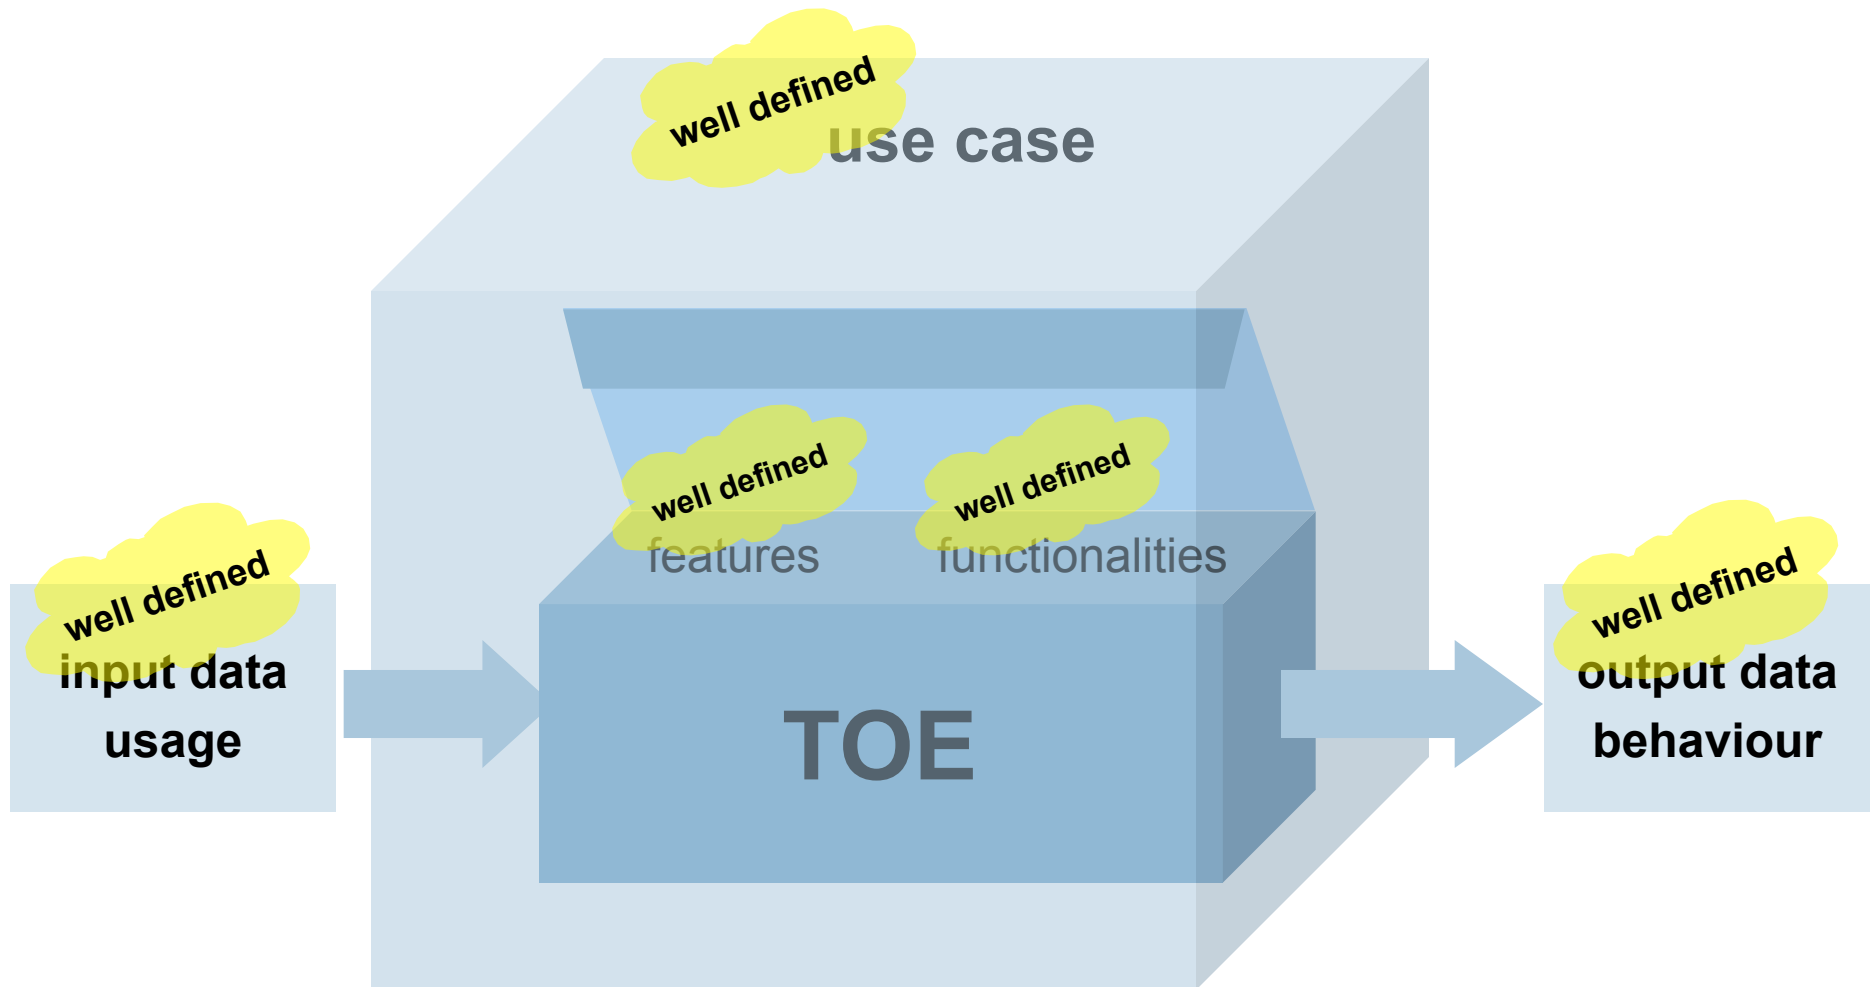 well defined
use case
well defined
well defined
features
functionalities
well defined
input data
usage
TOE
well defined
output data
behaviour